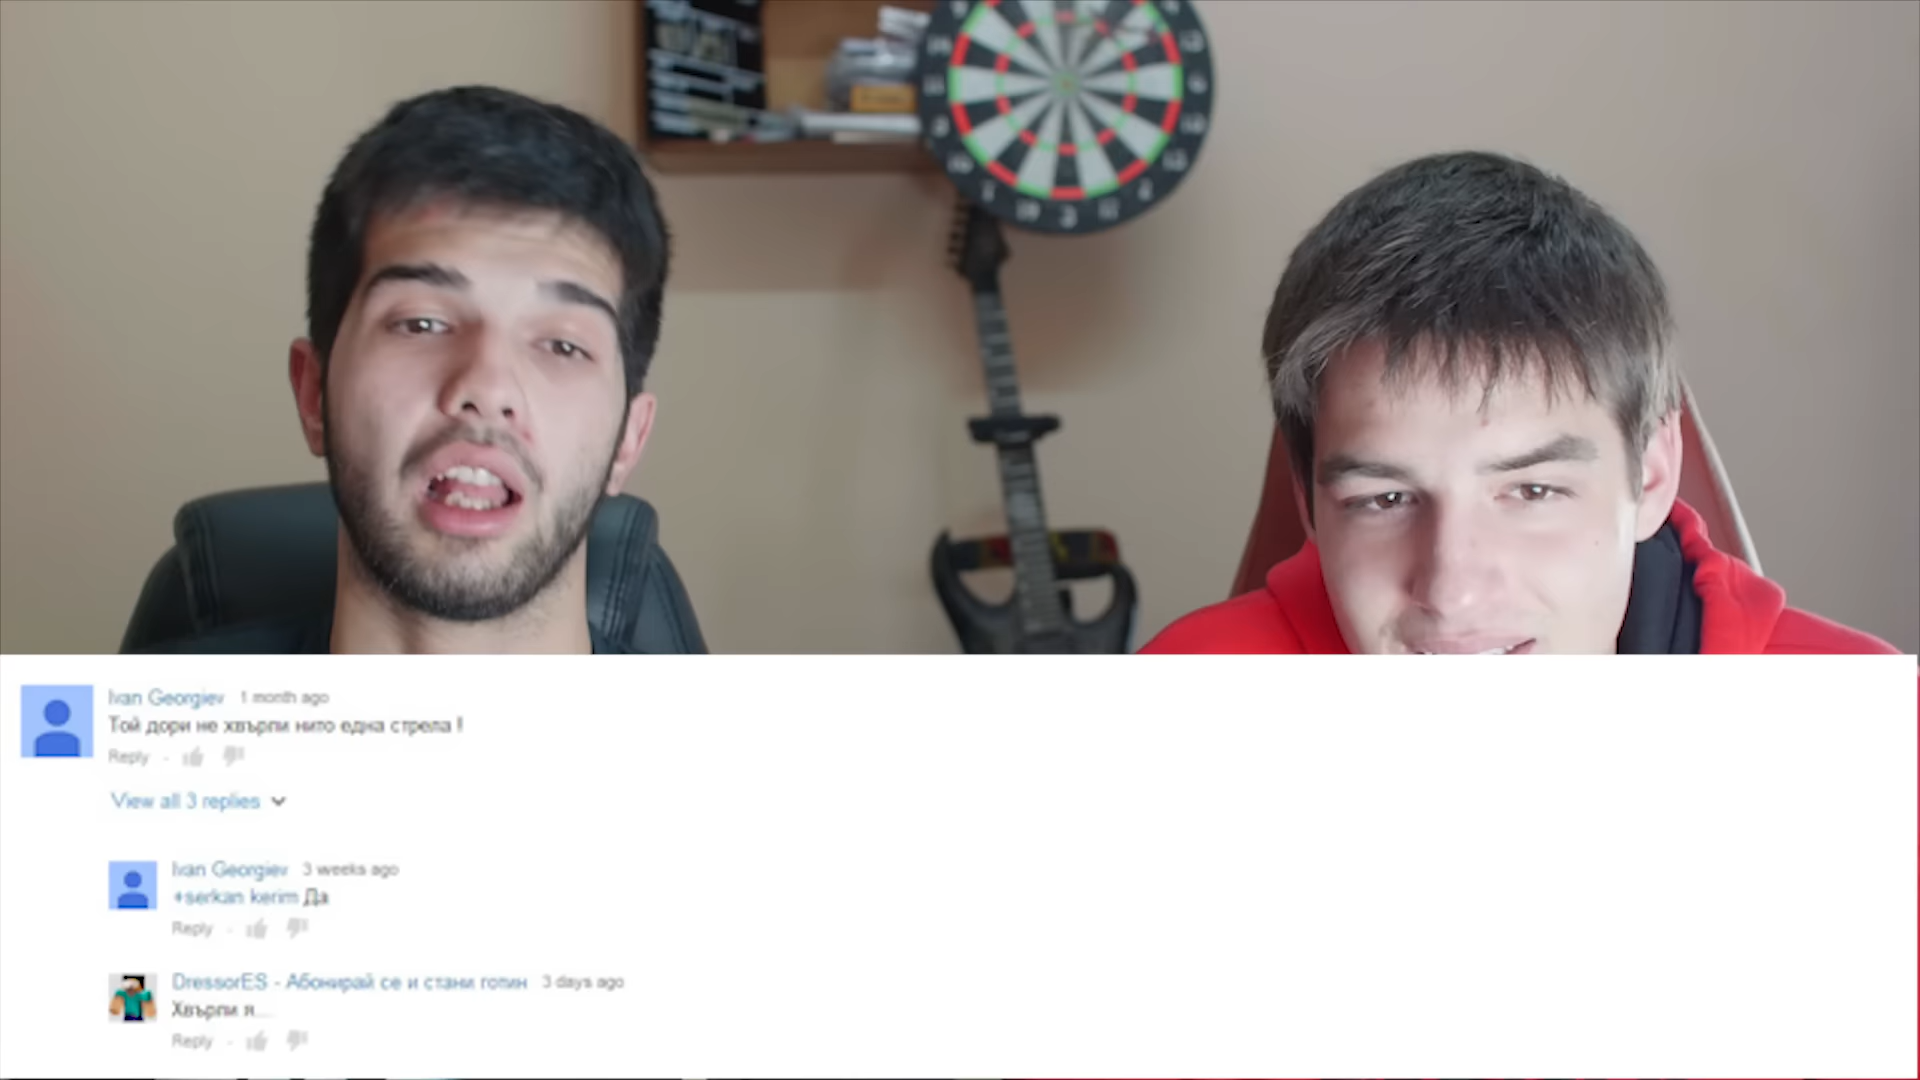 Ivan Georgiev 1 month ago
Той дори не хвърли нито една стрела !
Reply
View all 3 replies
Ivan Georgiev 3 weeks ago
+serkan kerim Да
Reply
DressorES - Абонирай се и стани готин 3 days ago
Хвърли я...
Reply